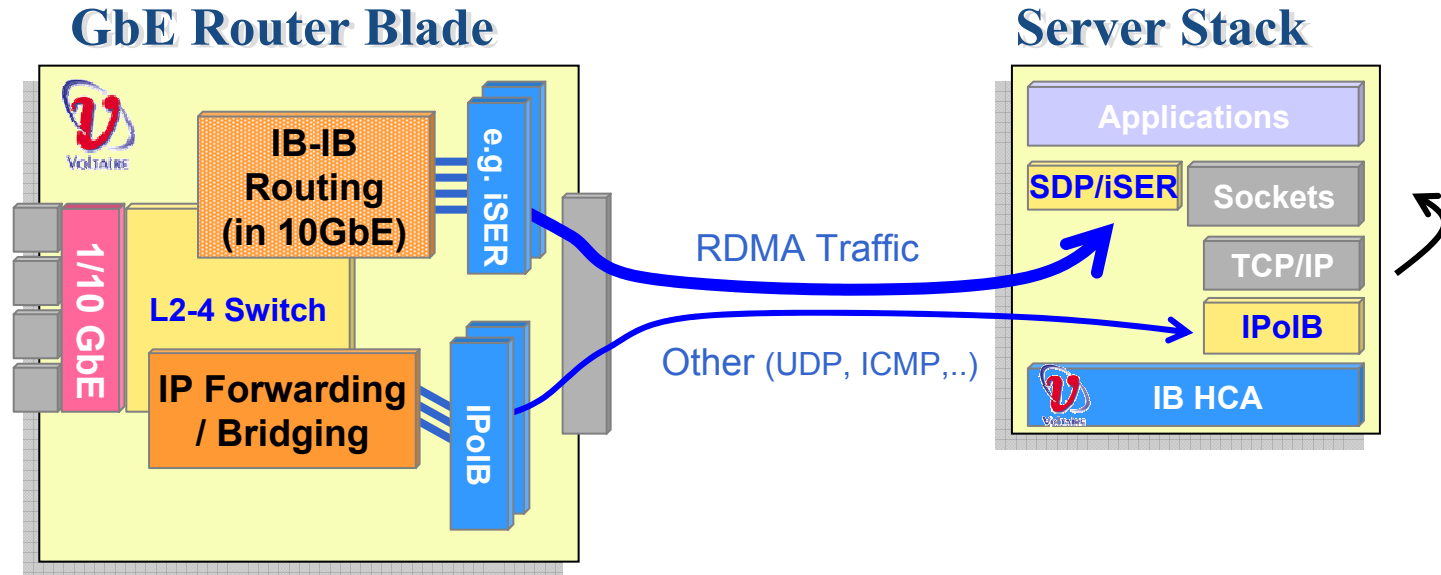 GbE Router Blade
Server Stack
VOLTAIRE
IB-IB
Routing
(in 10GbE)
e.g. iSER
1/10 GbE
L2-4 Switch
IP Forwarding
/ Bridging
IPoIB
RDMA Traffic
Other (UDP, ICMP,..)
Applications
SDP/iSER
Sockets
TCP/IP
IPoIB
IB HCA
VOLTAIRE